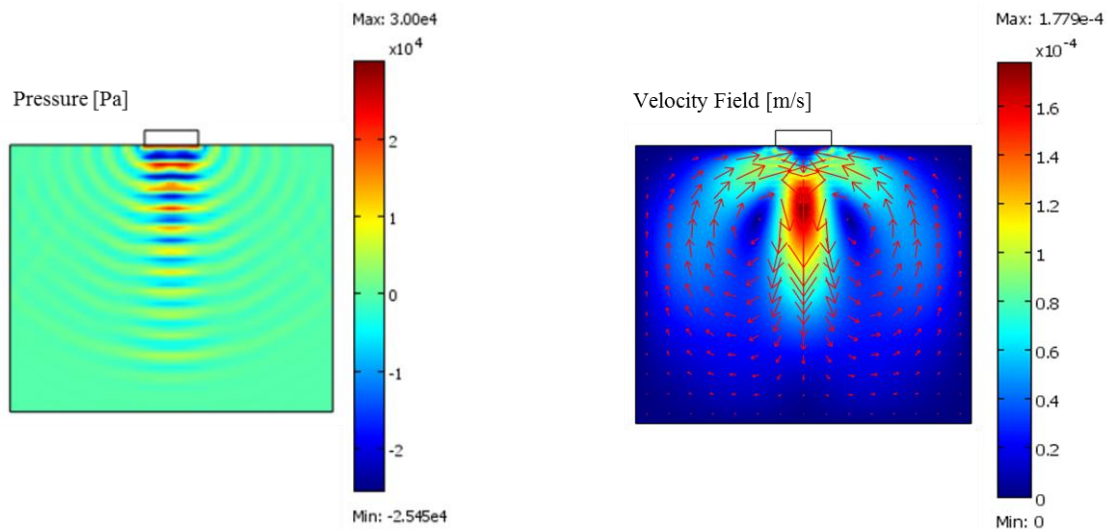 Max: 3.00e4
x10⁴
Pressure [Pa]
2
1
0
-1
-2
Min: -2.545e4
Max: 1.779e-4
x10⁻⁴
Velocity Field [m/s]
1.6
1.4
1.2
1
0.8
0.6
0.4
0.2
0
Min: 0